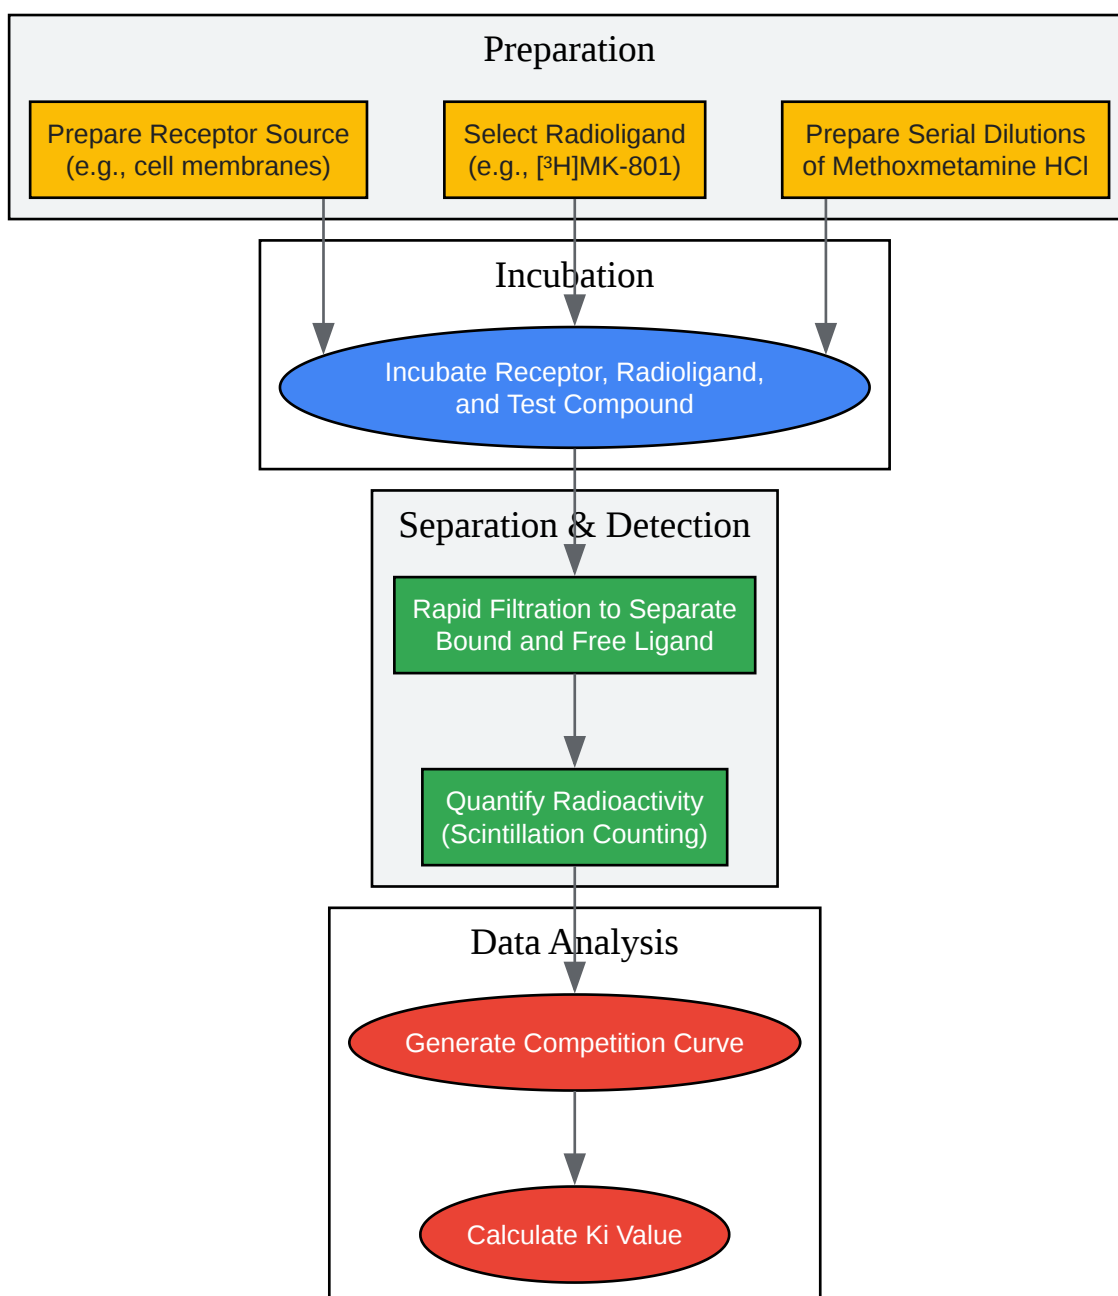 Preparation
Prepare Receptor Source
(e.g., cell membranes)
Select Radioligand
(e.g., [³H]MK-801)
Prepare Serial Dilutions
of Methoxmetamine HCl
Incubation
Incubate Receptor, Radioligand,
and Test Compound
Separation & Detection
Rapid Filtration to Separate
Bound and Free Ligand
Quantify Radioactivity
(Scintillation Counting)
Data Analysis
Generate Competition Curve
Calculate Ki Value